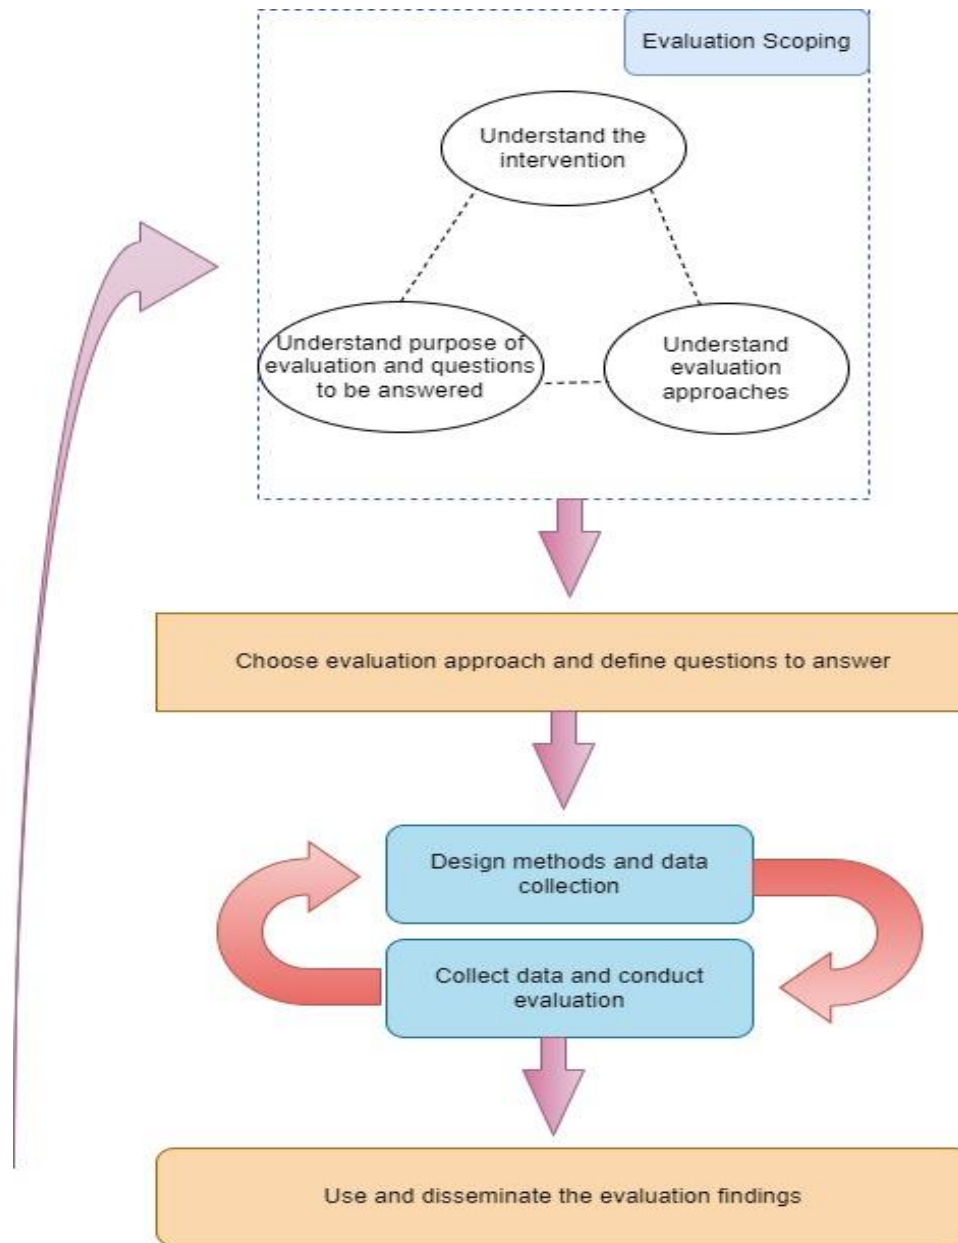 Evaluation Scoping
Understand the
intervention
Understand purpose of
evaluation and questions
to be answered
Understand
evaluation
approaches
Choose evaluation approach and define questions to answer
Design methods and data
collection
Collect data and conduct
evaluation
Use and disseminate the evaluation findings